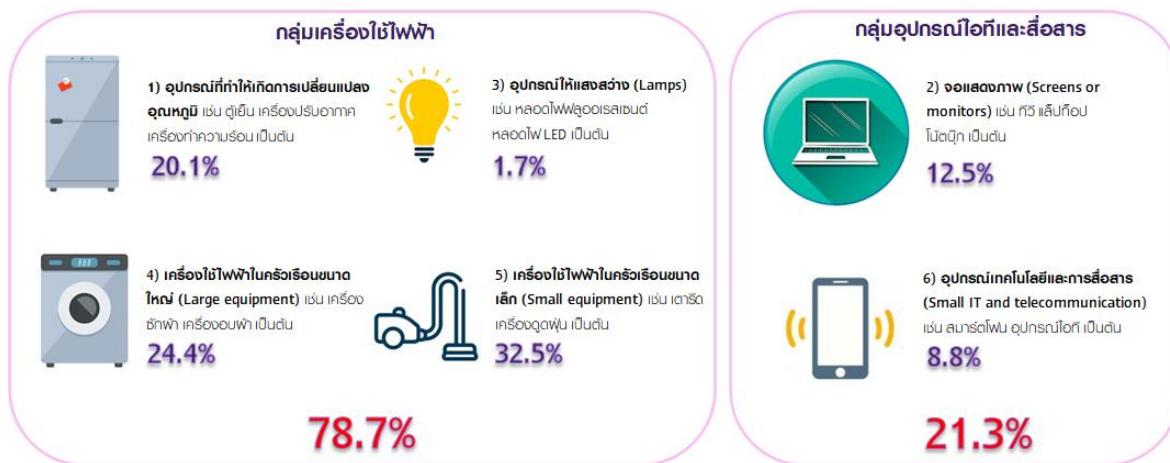 กลุ่มเครื่องใช้ไฟฟ้า
1) อุปกรณ์ที่ทำให้เกิดการเปลี่ยนแปลง
อุณหภูมิ เช่น ตู้เย็น เครื่องปรับอากาศ
เครื่องทำความร้อน เป็นต้น
20.1%
3) อุปกรณ์ให้แสงสว่าง (Lamps)
เช่น หลอดไฟฟลูออเรสเซนต์
หลอดไฟ LED เป็นต้น
1.7%
4) เครื่องใช้ไฟฟ้าในครัวเรือนขนาด
ใหญ่ (Large equipment) เช่น เครื่อง
ซักผ้า เครื่องอบผ้า เป็นต้น
24.4%
5) เครื่องใช้ไฟฟ้าในครัวเรือนขนาด
เล็ก (Small equipment) เช่น เตารีด
เครื่องดูดฝุ่น เป็นต้น
32.5%
78.7%
กลุ่มอุปกรณ์ไอทีและสื่อสาร
2) จอแสดงภาพ (Screens or
monitors) เช่น ทีวี แล็ปท็อป
โน้ตบุ๊ก เป็นต้น
12.5%
6) อุปกรณ์เทคโนโลยีและการสื่อสาร
(Small IT and telecommunication)
เช่น สมาร์ตโฟน อุปกรณ์ไอที เป็นต้น
8.8%
21.3%